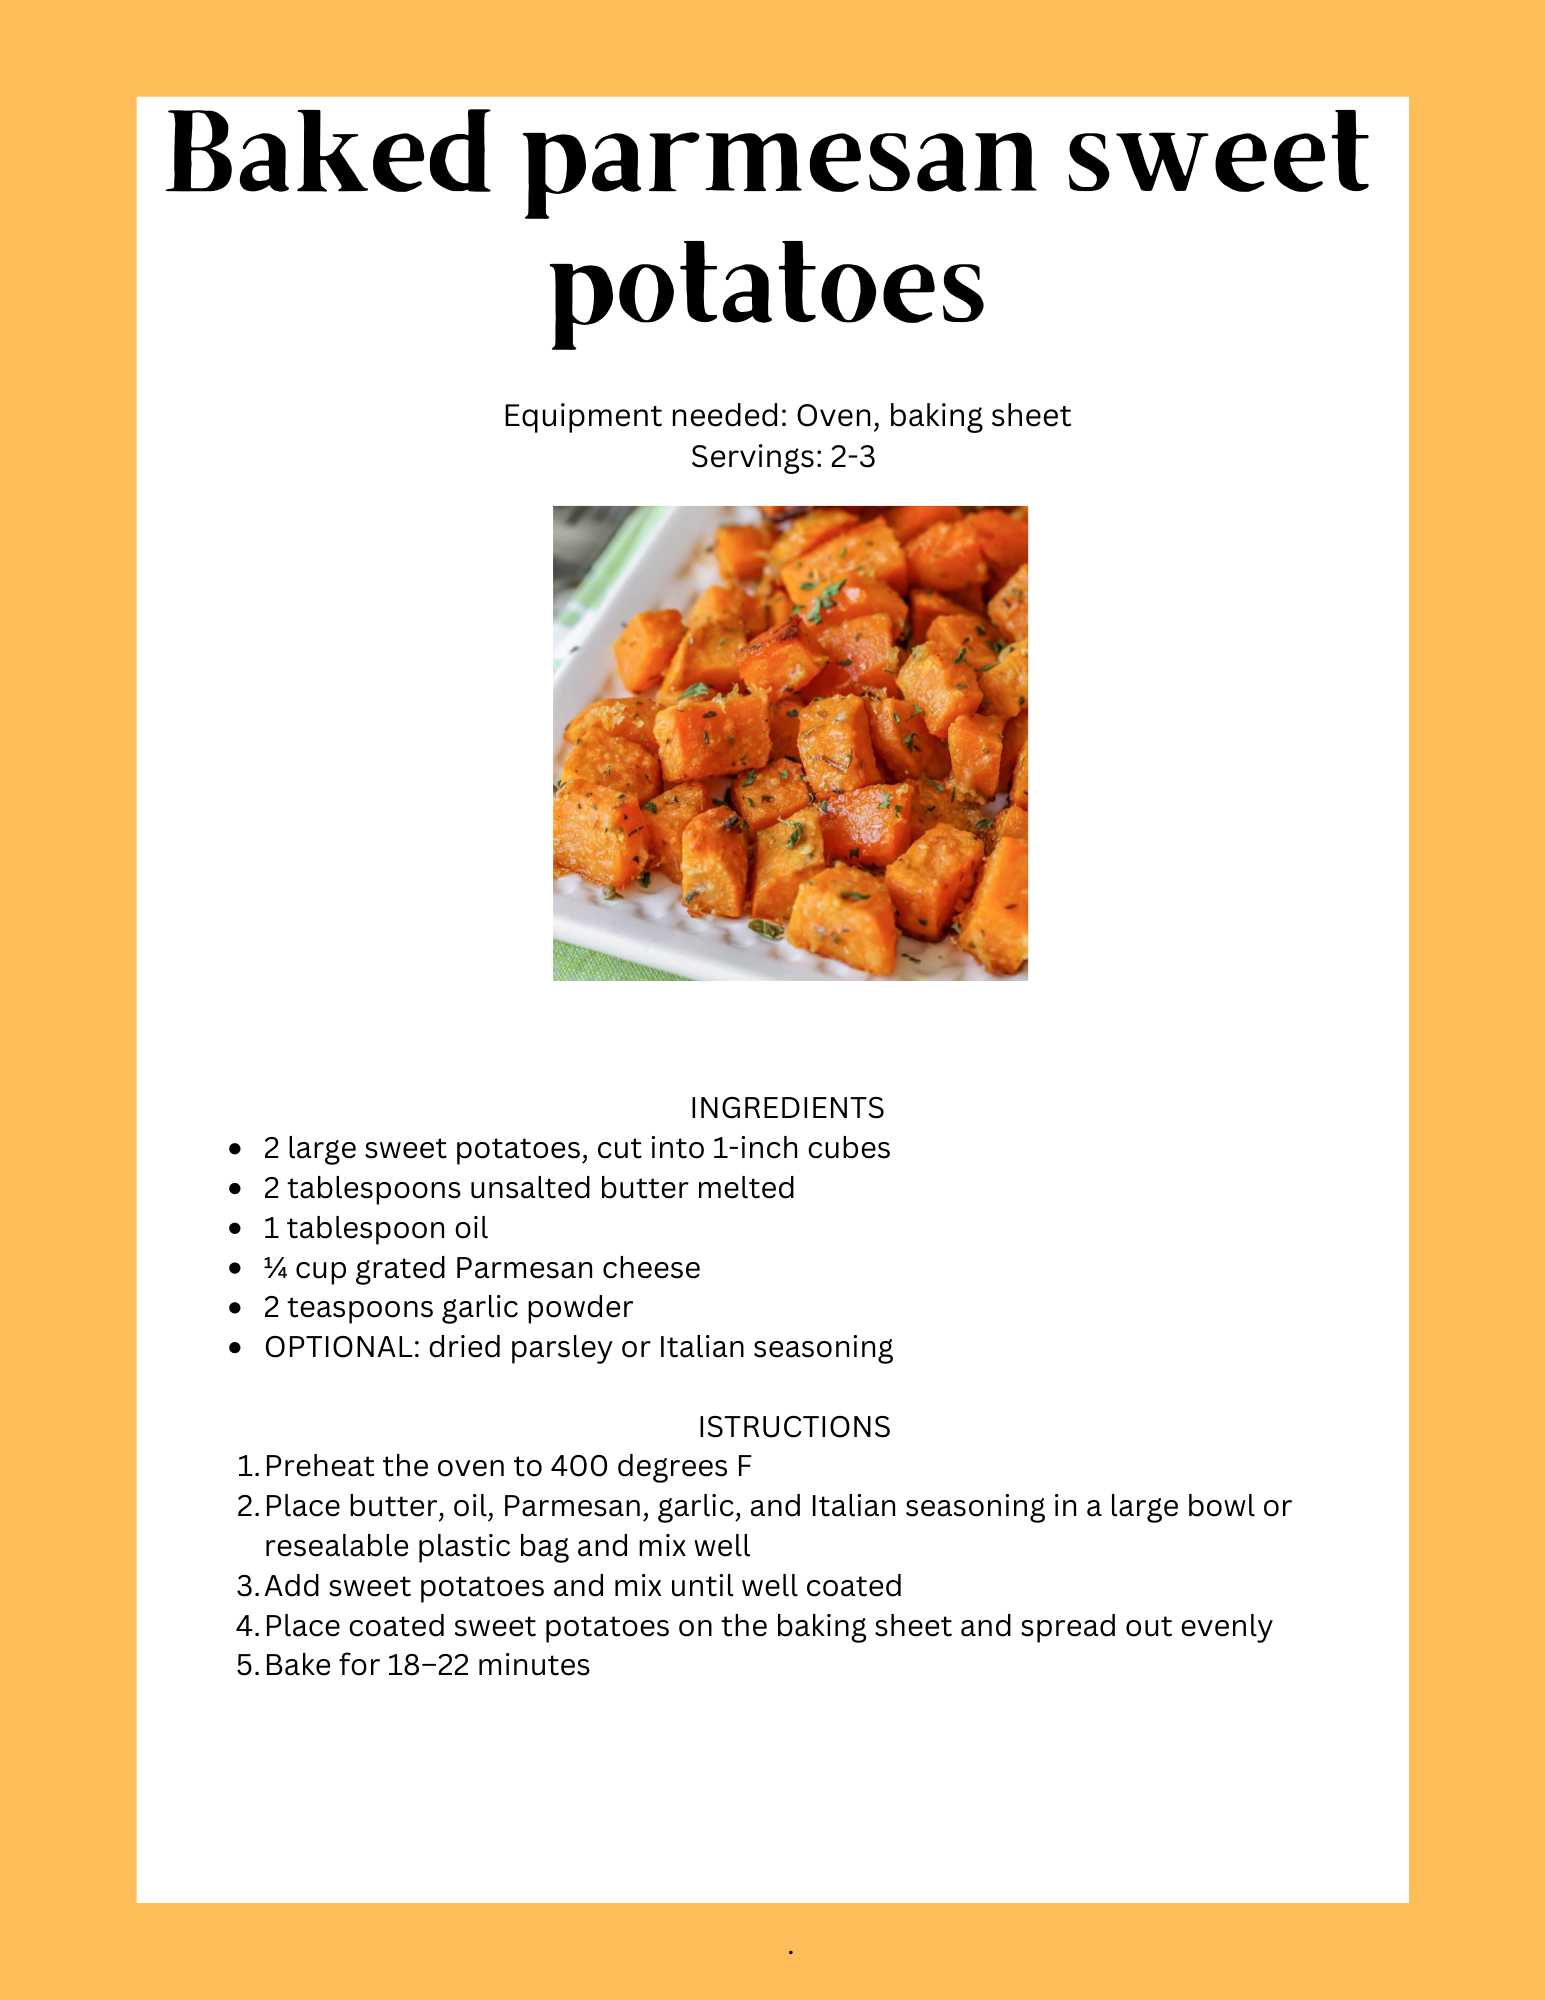 Baked parmesan sweet
potatoes
Equipment needed: Oven, baking sheet
Servings: 2-3
INGREDIENTS
• 2 large sweet potatoes, cut into 1-inch cubes
• 2 tablespoons unsalted butter melted
• 1 tablespoon oil
• ¼ cup grated Parmesan cheese
• 2 teaspoons garlic powder
• OPTIONAL: dried parsley or Italian seasoning
ISTRUCTIONS
1. Preheat the oven to 400 degrees F
2. Place butter, oil, Parmesan, garlic, and Italian seasoning in a large bowl or
resealable plastic bag and mix well
3. Add sweet potatoes and mix until well coated
4. Place coated sweet potatoes on the baking sheet and spread out evenly
5. Bake for 18–22 minutes
.